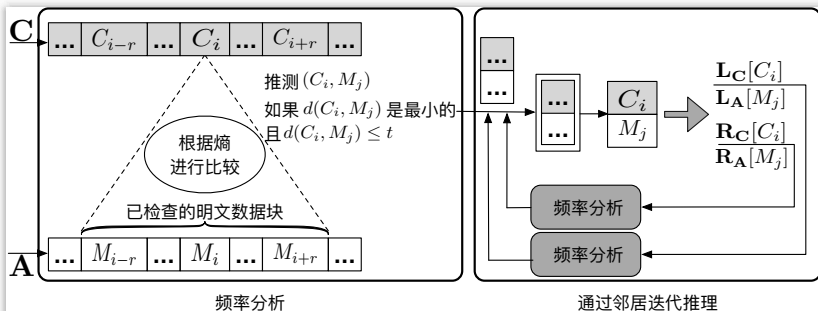 C
... C_{i-r} ... C_i ... C_{i+r} ...
推测 (C_i, M_j)
如果 d(C_i, M_j) 是最小的
且 d(C_i, M_j) ≤ t
根据熵
进行比较
已检查的明文数据块
A
... M_{i-r} ... M_i ... M_{i+r} ...
频率分析
...
...
...
...
C_i
M_j
L_C[C_i]
L_A[M_j]
R_C[C_i]
R_A[M_j]
频率分析
频率分析
通过邻居迭代推理